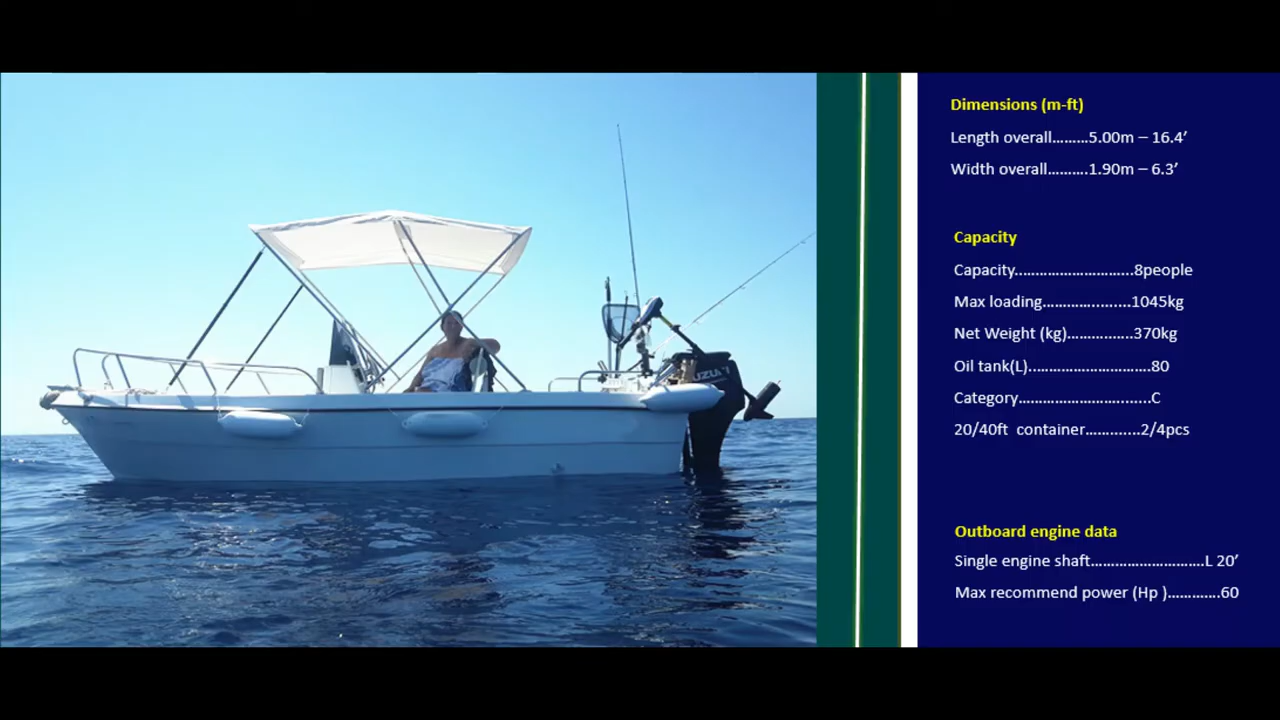 Dimensions (m-ft)
Length overall.........5.00m – 16.4’
Width overall..........1.90m – 6.3’
Capacity
Capacity............................8people
Max loading.....................1045kg
Net Weight (kg)................370kg
Oil tank(L).............................80
Category...............................C
20/40ft container.............2/4pcs
Outboard engine data
Single engine shaft...........................L 20’
Max recommend power (Hp ).............60